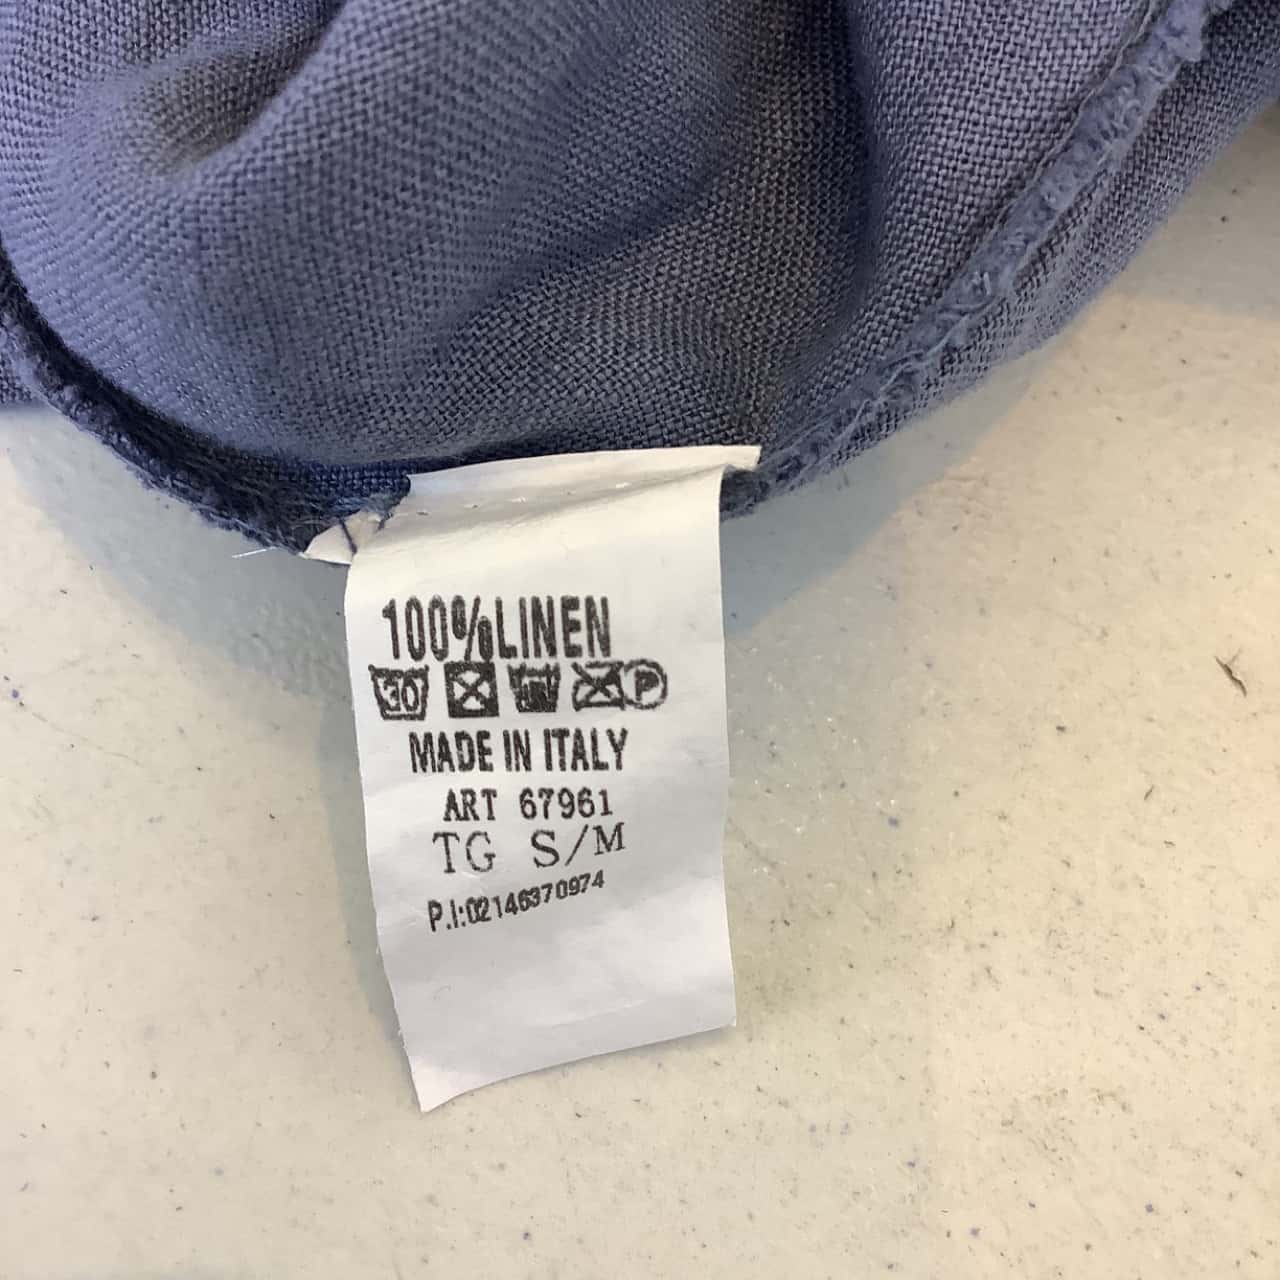 100%LINEN
30 P
MADE IN ITALY
ART 67961
TG S/M
P.I:02146370974